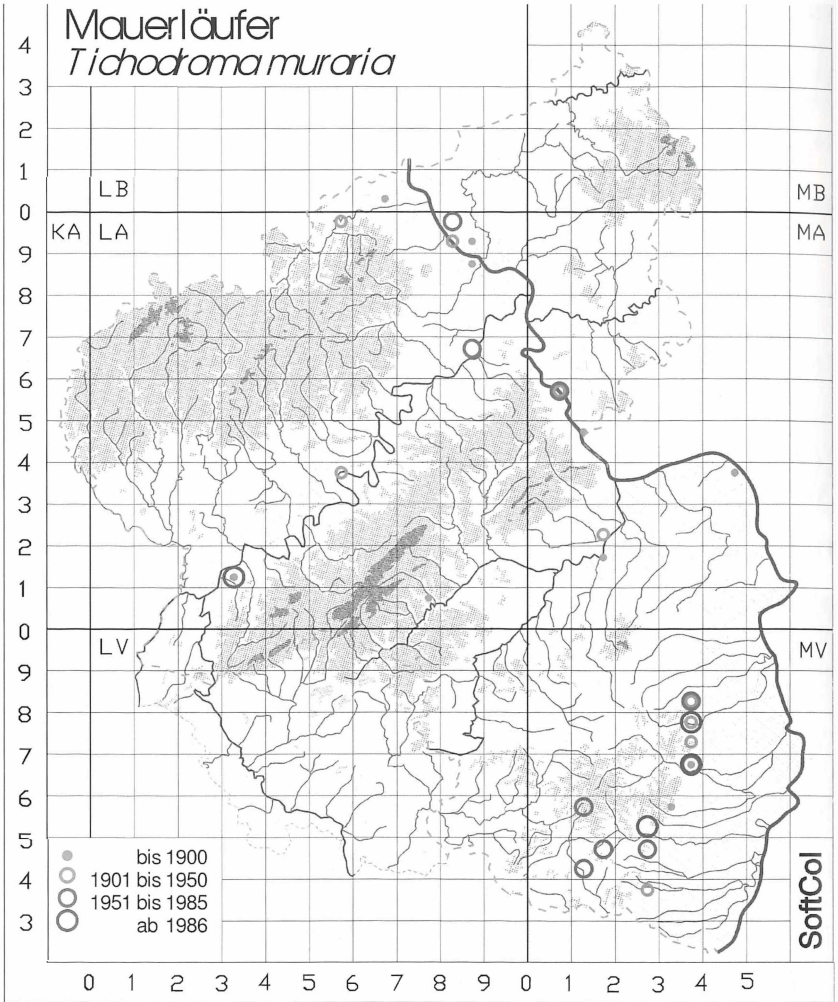 Mauerläufer
Tichodroma muraria
4
3
2
1
LB MB
0
KA LA MA
9
8
7
6
5
4
3
2
1
0
LV MV
9
8
7
6
5
4
3
bis 1900
1901 bis 1950
1951 bis 1985
ab 1986
SoftCol
0 1 2 3 4 5 6 7 8 9 0 1 2 3 4 5